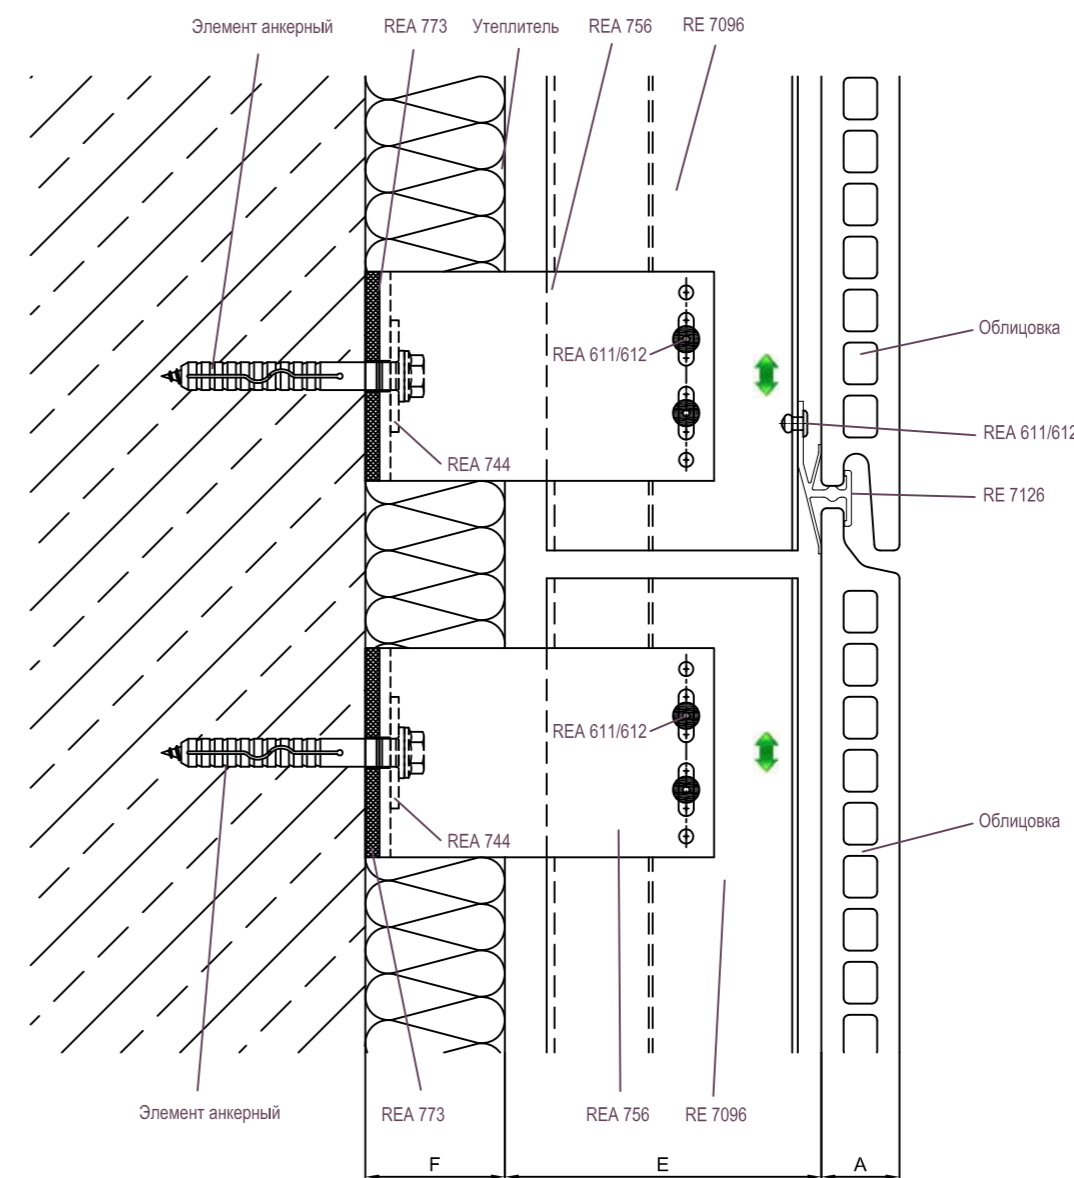 Элемент анкерный
REA 773
Утеплитель
REA 756
RE 7096
Облицовка
REA 611/612
REA 611/612
REA 744
RE 7126
REA 611/612
Облицовка
REA 744
Элемент анкерный
REA 773
REA 756
RE 7096
F
E
A